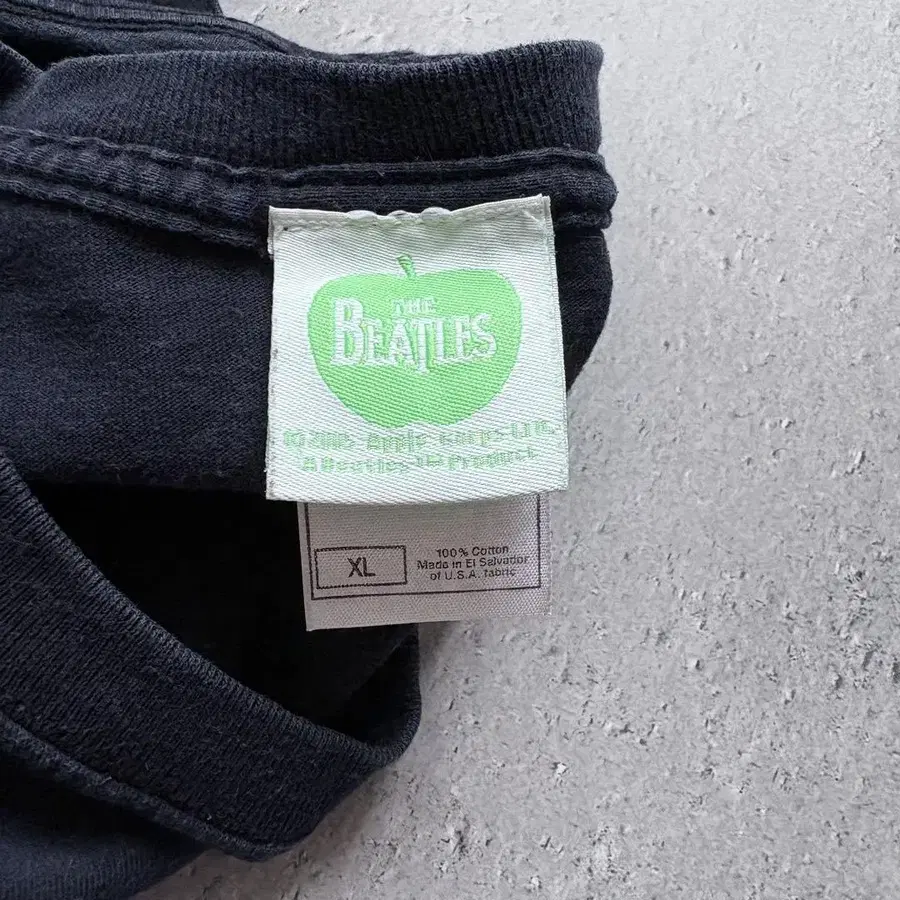 THE
BEATLES
©2005 Apple Corps Ltd.
A Beatles™ Product
XL
100% Cotton
Made in El Salvador
of U.S.A. fabric